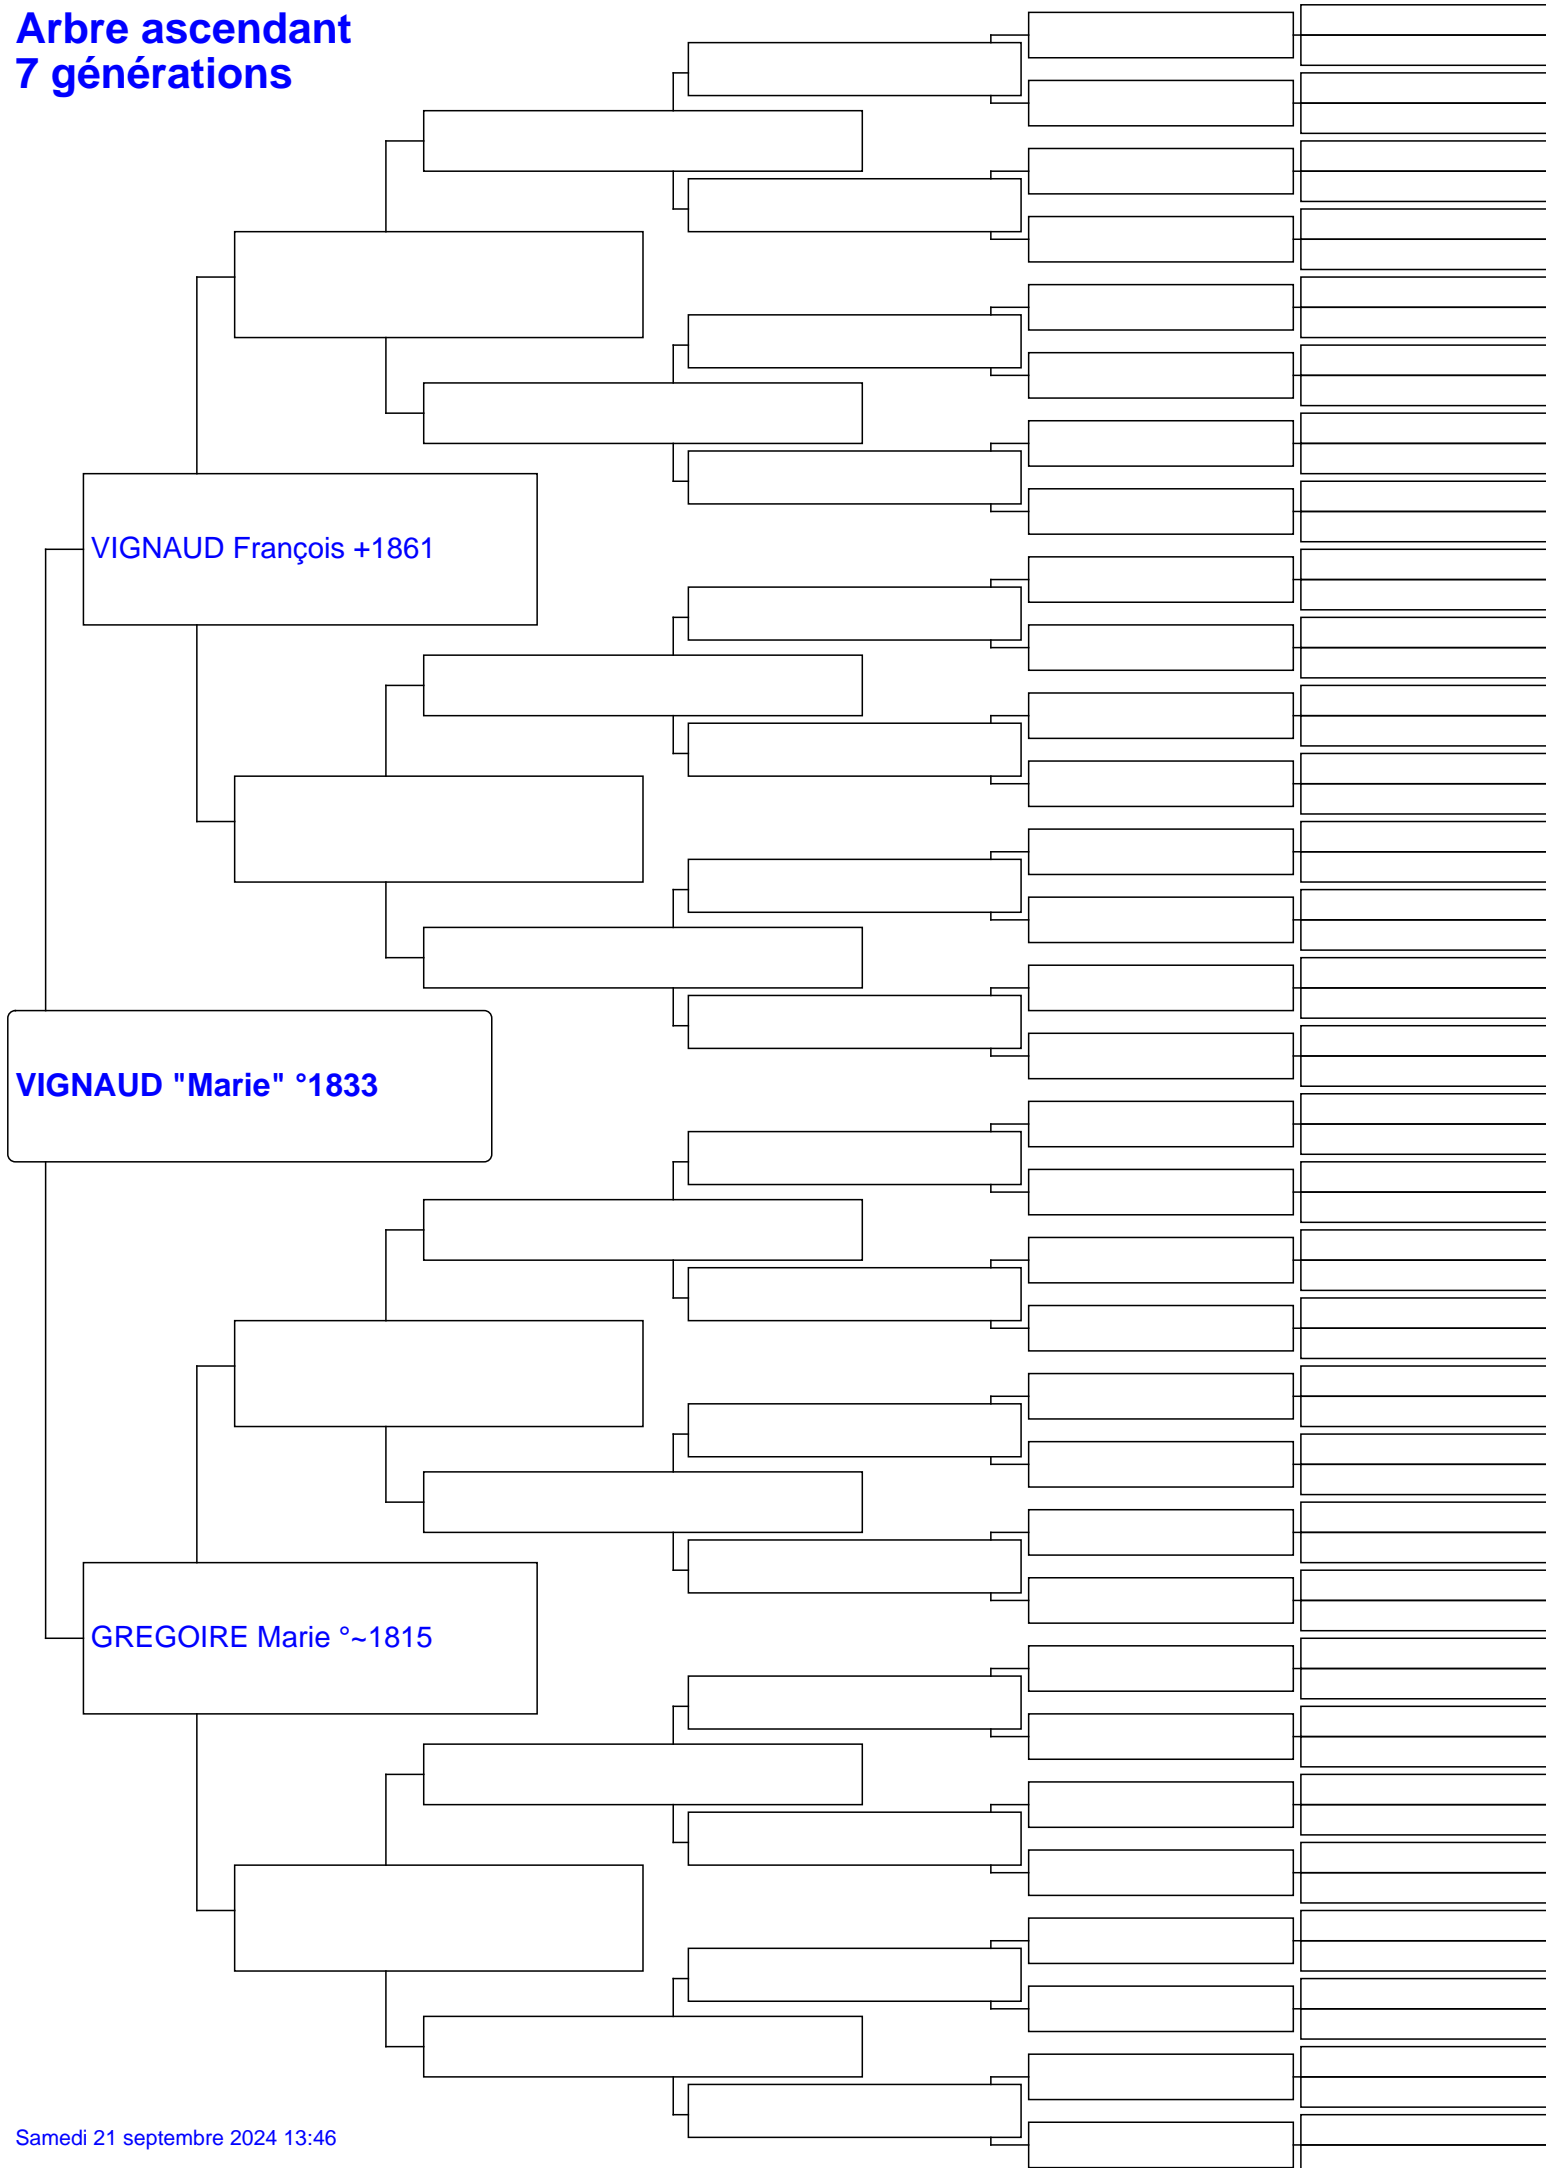 Arbre ascendant
7 générations
VIGNAUD François +1861
VIGNAUD "Marie" °1833
GREGOIRE Marie °~1815
Samedi 21 septembre 2024 13:46